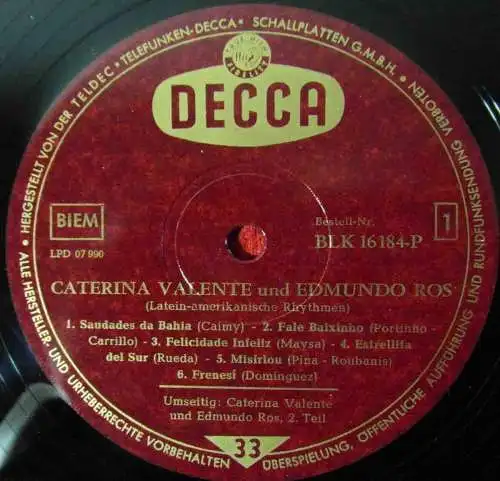 HERGESTELLT VON DER TELDEC • TELEFUNKEN-DECCA • SCHALLPLATTEN G.M.B.H.
ALLE HERSTELLER- UND URHEBERRECHTE VORBEHALTEN
ÜBERSPIELUNG, ÖFFENTLICHE AUFFÜHRUNG UND RUNDFUNKSENDUNG VERBOTEN
DECCA
BIEM
LPD 07 990
Bestell-Nr.
BLK 16184-P
1
CATERINA VALENTE und EDMUNDO ROS
(Latein-amerikanische Rhythmen)
1. Saudades da Bahia (Caimy) - 2. Fale Baixinho (Portinho-
Carrillo) - 3. Felicidade Infeliz (Maysa) - 4. Estrellita
del Sur (Rueda) - 5. Misirlou (Pina - Roubanis)
6. Frenesí (Dominguez)
Umseitig: Caterina Valente
und Edmundo Ros, 2. Teil
33